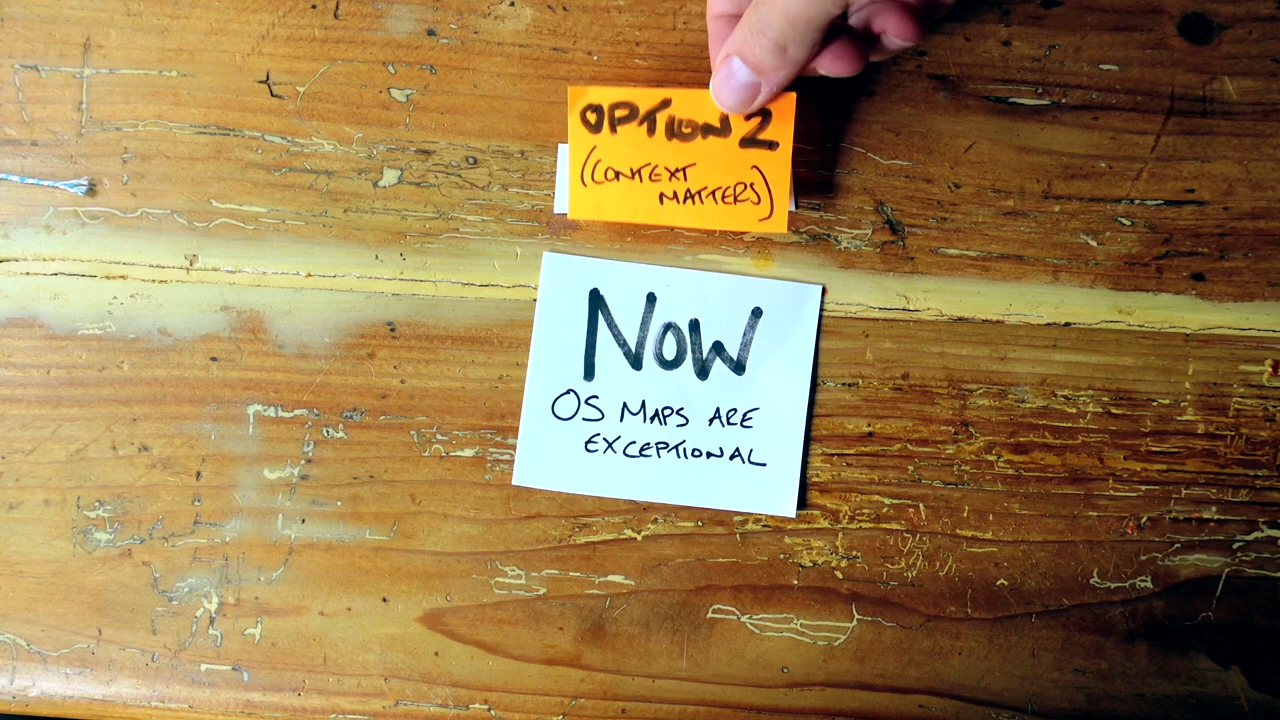 OPTION 2
(CONTEXT
MATTERS)
NOW
OS MAPS ARE
EXCEPTIONAL